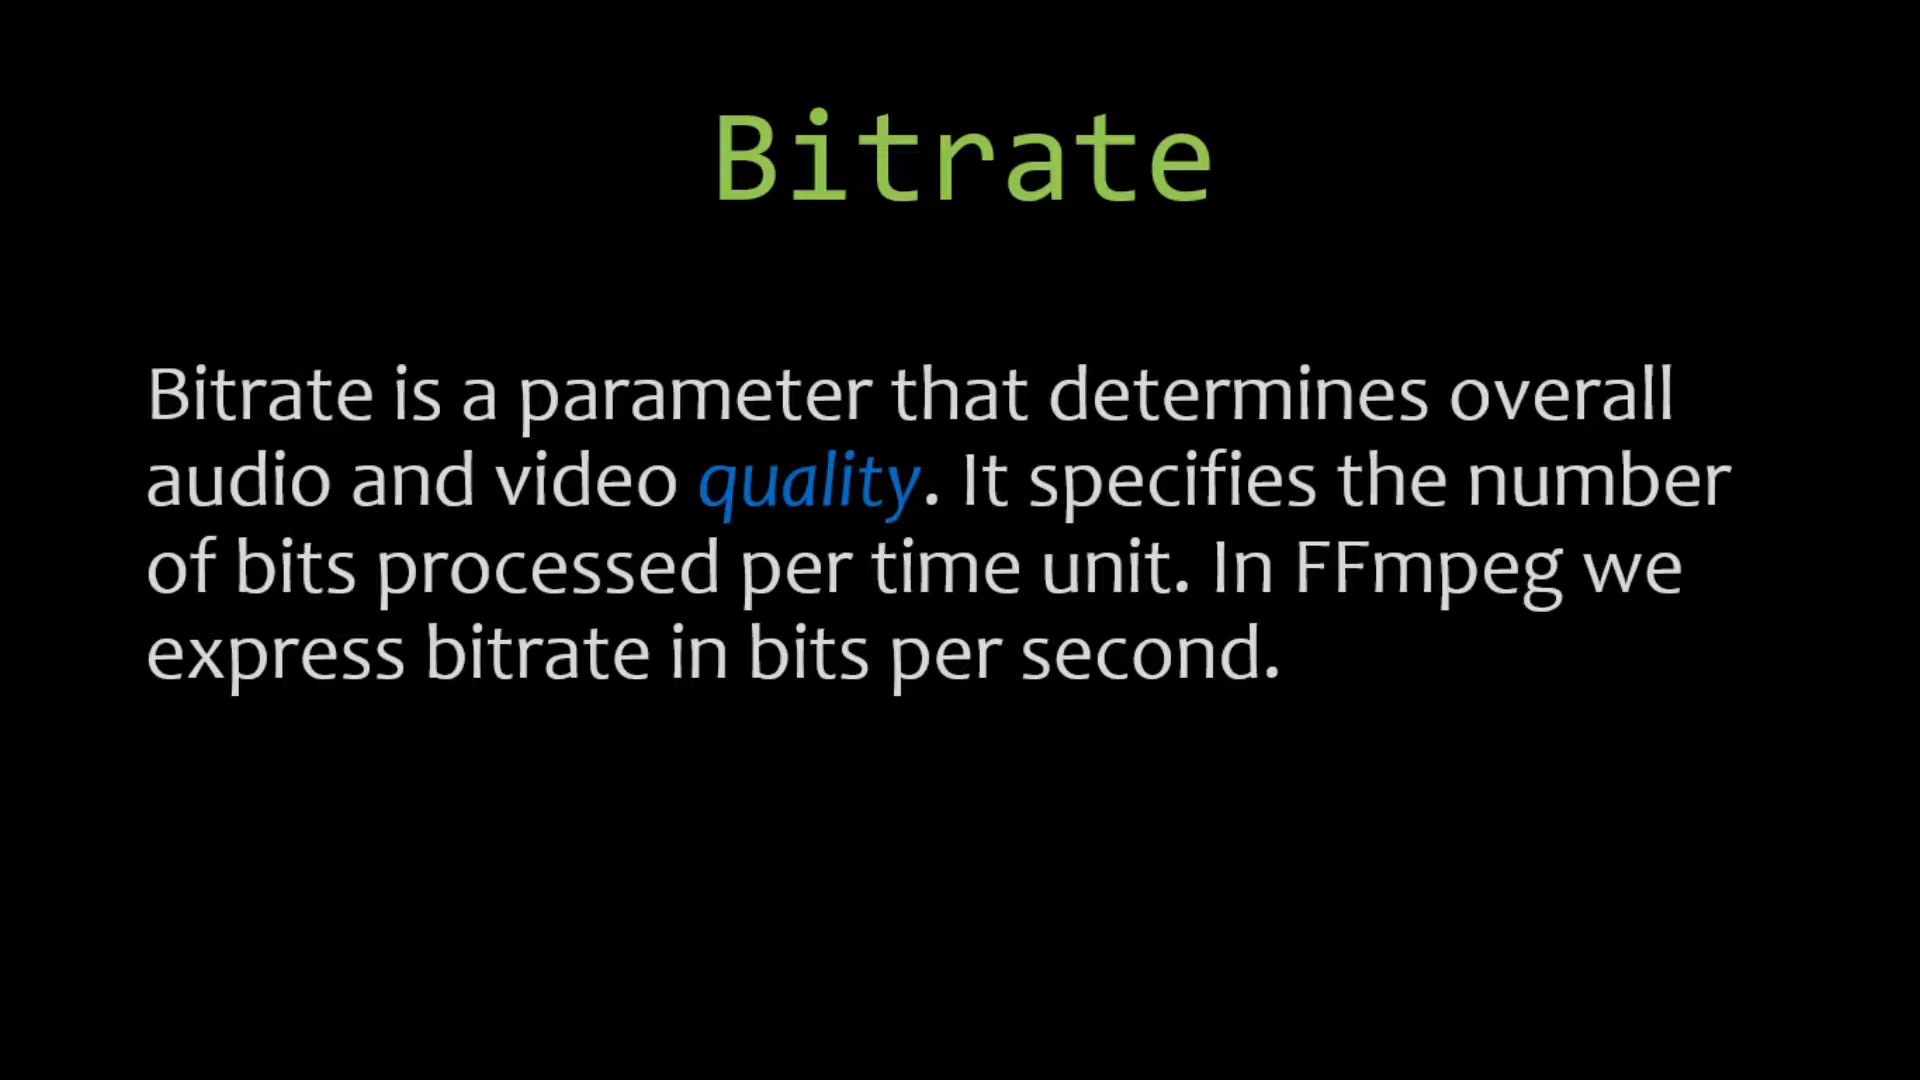 Bitrate
Bitrate is a parameter that determines overall
audio and video quality. It specifies the number
of bits processed per time unit. In FFmpeg we
express bitrate in bits per second.